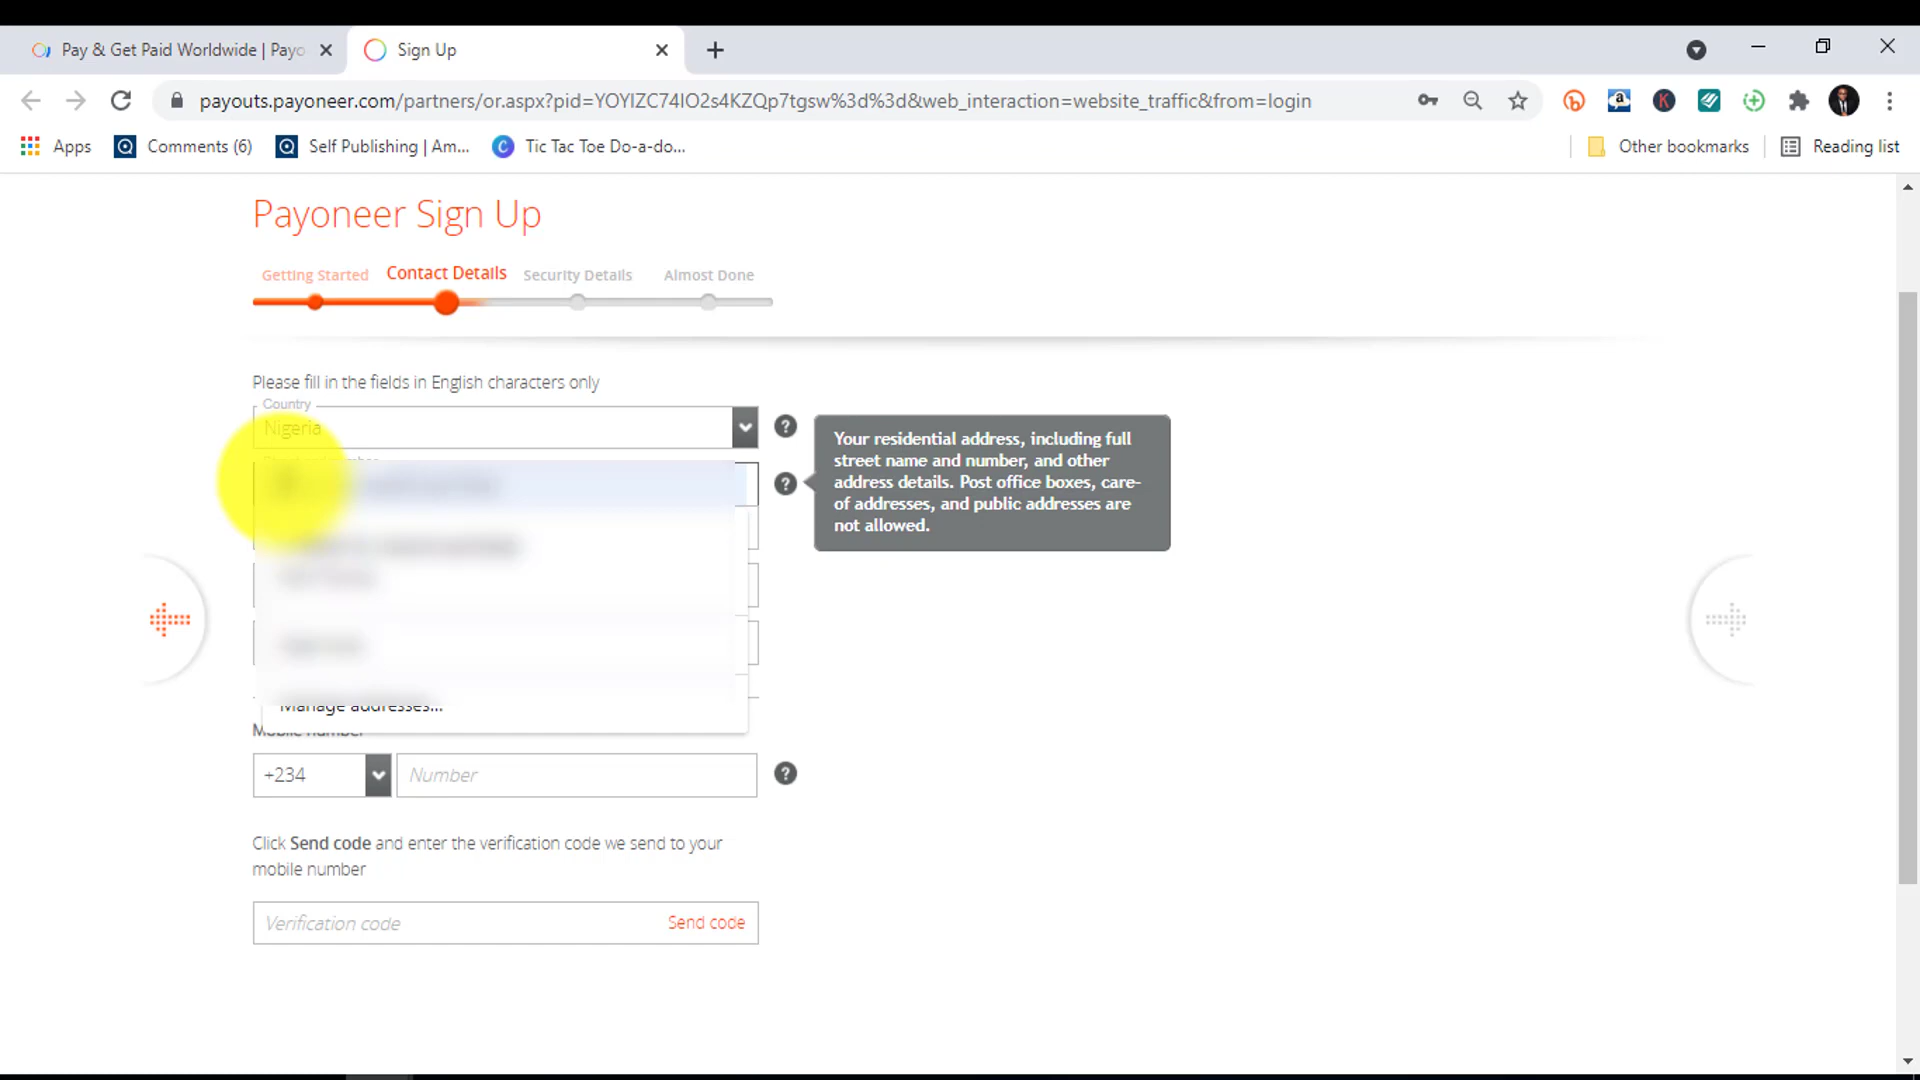 Pay & Get Paid Worldwide | Payo
Sign Up
payouts.payoneer.com/partners/or.aspx?pid=YOYIZC74IO2s4KZQp7tgsw%3d%3d&web_interaction=website_traffic&from=login
Apps
Comments (6)
Self Publishing | Am...
Tic Tac Toe Do-a-do...
Other bookmarks
Reading list
Payoneer Sign Up
Getting Started
Contact Details
Security Details
Almost Done
Please fill in the fields in English characters only
Country
Nigeria
Your residential address, including full
street name and number, and other
address details. Post office boxes, care-
of addresses, and public addresses are
not allowed.
Manage addresses...
Mobile number
+234
Number
Click Send code and enter the verification code we send to your
mobile number
Verification code
Send code